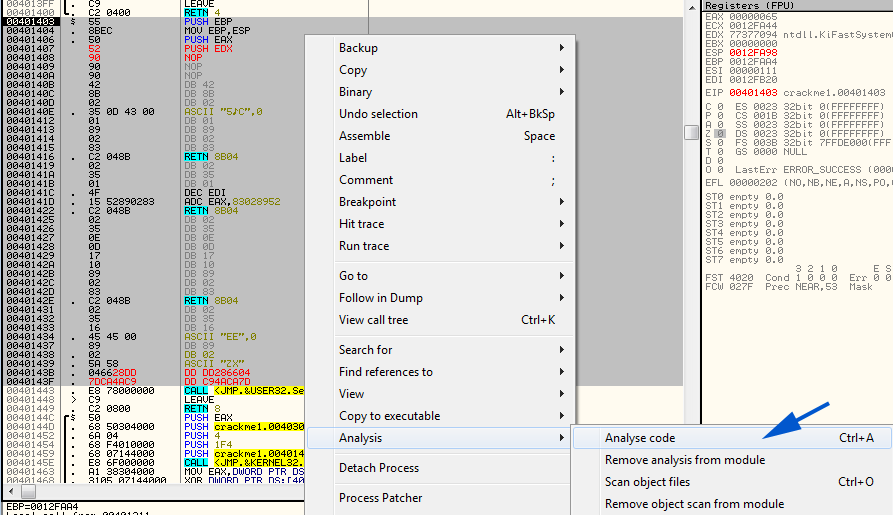 004013FF . C9 LEAVE
00401400 . C2 0400 RETN 4
00401403 $ 55 PUSH EBP
00401404 . 8BEC MOV EBP,ESP
00401406 . 50 PUSH EAX
00401407 52 PUSH EDX
00401408 90 NOP
00401409 90 NOP
0040140A 90 NOP
0040140B 42 DB 42
0040140C 8B DB 8B
0040140D 02 DB 02
0040140E . 35 0D 43 00 ASCII "5♪C",0
00401412 01 DB 01
00401413 89 DB 89
00401414 02 DB 02
00401415 83 DB 83
00401416 . C2 048B RETN 8B04
00401419 02 DB 02
0040141A 35 DB 35
0040141B 01 DB 01
0040141C . 4F DEC EDI
0040141D . 15 52890283 ADC EAX,83028952
00401422 . C2 048B RETN 8B04
00401425 02 DB 02
00401426 35 DB 35
00401427 0E DB 0E
00401428 0D DB 0D
00401429 17 DB 17
0040142A 10 DB 10
0040142B 89 DB 89
0040142C 02 DB 02
0040142D 83 DB 83
0040142E . C2 048B RETN 8B04
00401431 02 DB 02
00401432 35 DB 35
00401433 16 DB 16
00401434 . 45 45 00 ASCII "EE",0
00401437 89 DB 89
00401438 02 DB 02
00401439 . 5A 58 ASCII "ZX"
0040143B . 046628DD DD DD286604
0040143F . 7DCA4AC9 DD C94ACA7D
00401443 . E8 78000000 CALL <JMP.&USER32.Se
00401448 > C9 LEAVE
00401449 . C2 0800 RETN 8
0040144C $ 50 PUSH EAX
0040144D . 68 50304000 PUSH crackme1.004030
00401452 . 6A 04 PUSH 4
00401454 . 68 F4010000 PUSH 1F4
00401459 . 68 07144000 PUSH crackme1.004014
0040145E . E8 6F000000 CALL <JMP.&KERNEL32.
00401463 . A1 38304000 MOV EAX,DWORD PTR DS
00401468 . 3105 07144000 XOR DWORD PTR DS:[40
EBP=0012FAA4
Backup
Copy
Binary
Undo selection Alt+BkSp
Assemble Space
Label :
Comment ;
Breakpoint
Hit trace
Run trace
Go to
Follow in Dump
View call tree Ctrl+K
Search for
Find references to
View
Copy to executable
Analysis
Detach Process
Process Patcher
Analyse code Ctrl+A
Remove analysis from module
Scan object files Ctrl+O
Remove object scan from module
Registers (FPU)
EAX 00000065
ECX 0012FA44
EDX 77377094 ntdll.KiFastSystemC
EBX 00000000
ESP 0012FA98
EBP 0012FAA4
ESI 00000111
EDI 0012FB20
EIP 00401403 crackme1.00401403
C 0 ES 0023 32bit 0(FFFFFFFF)
P 0 CS 001B 32bit 0(FFFFFFFF)
A 0 SS 0023 32bit 0(FFFFFFFF)
Z 0 DS 0023 32bit 0(FFFFFFFF)
S 0 FS 003B 32bit 7FFDE000(FFF
T 0 GS 0000 NULL
D 0
O 0 LastErr ERROR_SUCCESS (0000
EFL 00000202 (NO,NB,NE,A,NS,PO,
ST0 empty 0.0
ST1 empty 0.0
ST2 empty 0.0
ST3 empty 0.0
ST4 empty 0.0
ST5 empty 0.0
ST6 empty 0.0
ST7 empty 0.0
3 2 1 0 E S
FST 4020 Cond 1 0 0 0 Err 0 0
FCW 027F Prec NEAR,53 Mask